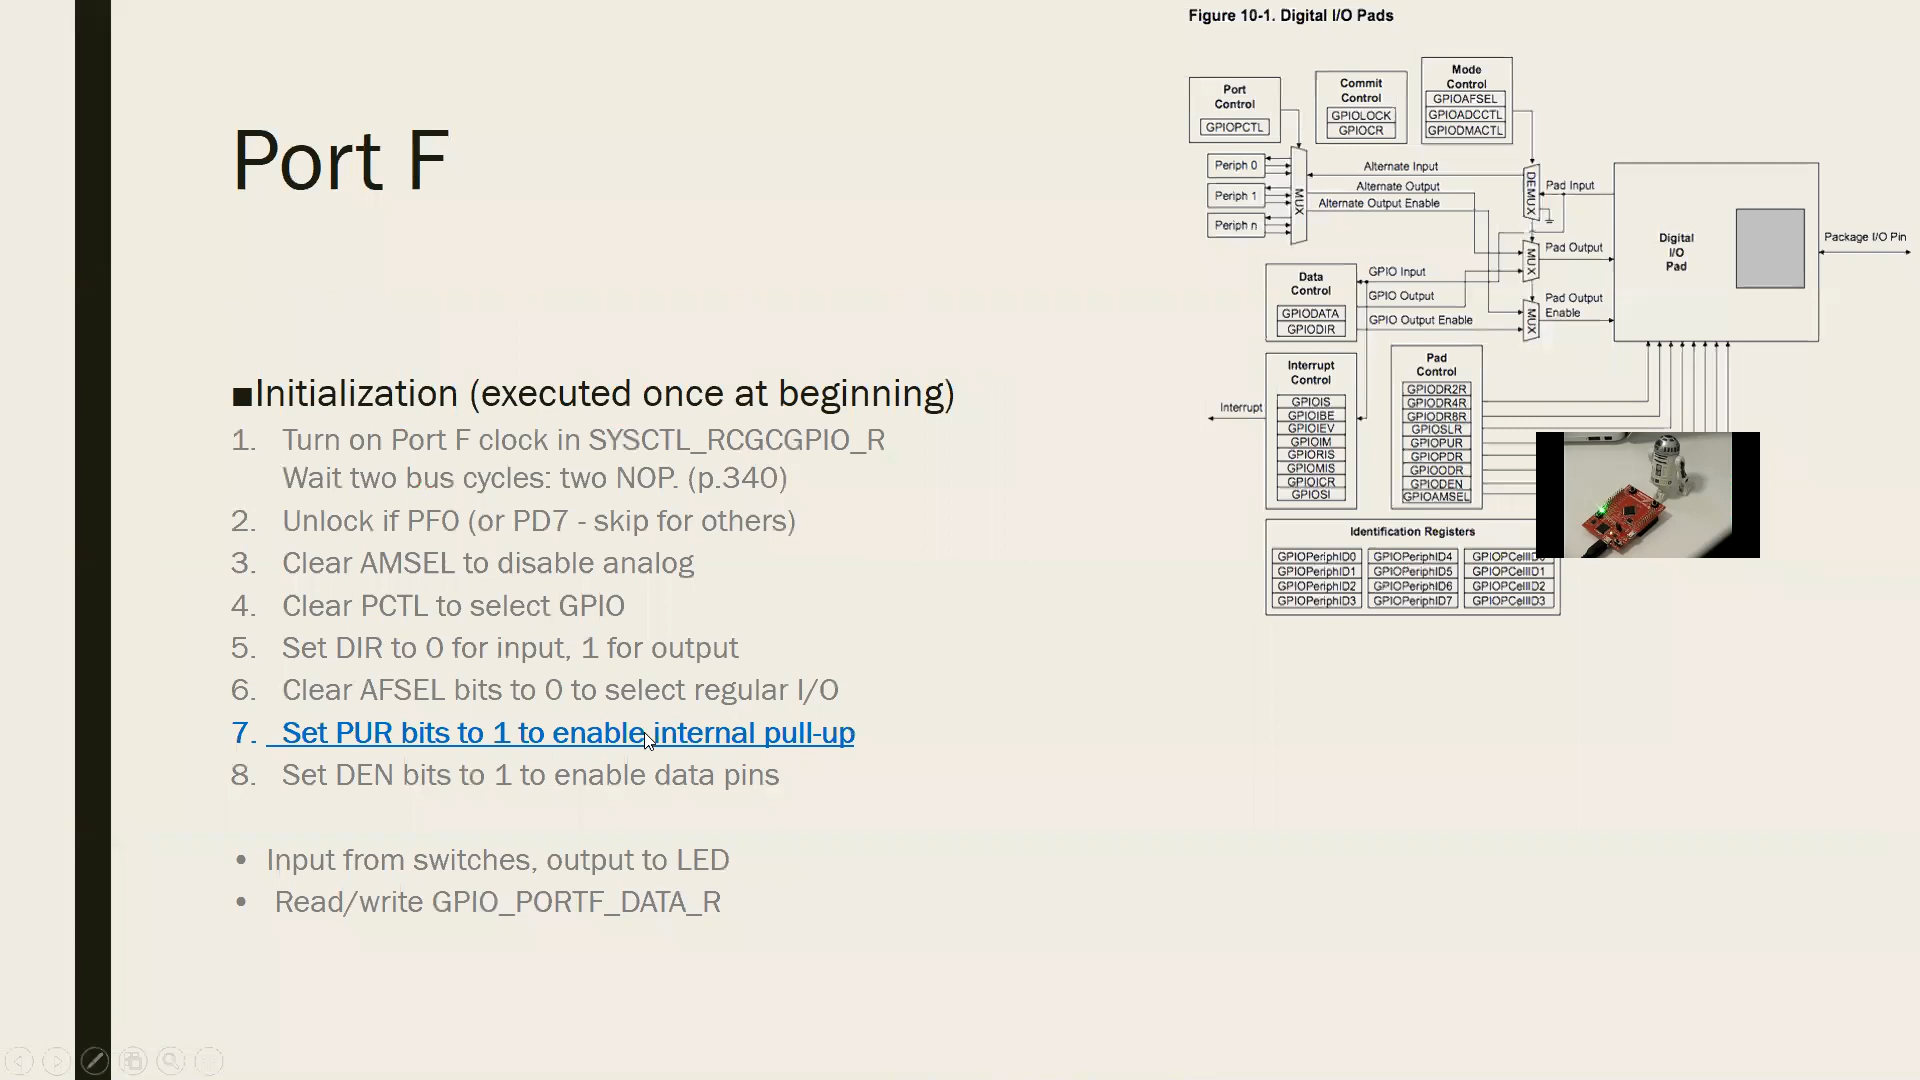 Port F
■Initialization (executed once at beginning)
1. Turn on Port F clock in SYSCTL_RCGCGPIO_R
Wait two bus cycles: two NOP. (p.340)
2. Unlock if PF0 (or PD7 - skip for others)
3. Clear AMSEL to disable analog
4. Clear PCTL to select GPIO
5. Set DIR to 0 for input, 1 for output
6. Clear AFSEL bits to 0 to select regular I/O
7. Set PUR bits to 1 to enable internal pull-up
8. Set DEN bits to 1 to enable data pins
• Input from switches, output to LED
• Read/write GPIO_PORTF_DATA_R
Figure 10-1. Digital I/O Pads
Port
Control
GPIOPCTL
Commit
Control
GPIOLOCK
GPIOCR
Mode
Control
GPIOAFSEL
GPIOADCCTL
GPIODMACTL
Periph 0
Periph 1
Periph n
MUX
Alternate Input
Alternate Output
Alternate Output Enable
DEMUX
Pad Input
MUX
Pad Output
MUX
Pad Output
Enable
Digital
I/O
Pad
Package I/O Pin
Data
Control
GPIODATA
GPIODIR
GPIO Input
GPIO Output
GPIO Output Enable
Interrupt
Interrupt
Control
GPIOIS
GPIOIBE
GPIOIEV
GPIOIM
GPIORIS
GPIOMIS
GPIOICR
GPIOSI
Pad
Control
GPIODR2R
GPIODR4R
GPIODR8R
GPIOSLR
GPIOPUR
GPIOPDR
GPIOODR
GPIODEN
GPIOAMSEL
Identification Registers
GPIOPeriphID0 GPIOPeriphID4 GPIOPCellID0
GPIOPeriphID1 GPIOPeriphID5 GPIOPCellID1
GPIOPeriphID2 GPIOPeriphID6 GPIOPCellID2
GPIOPeriphID3 GPIOPeriphID7 GPIOPCellID3